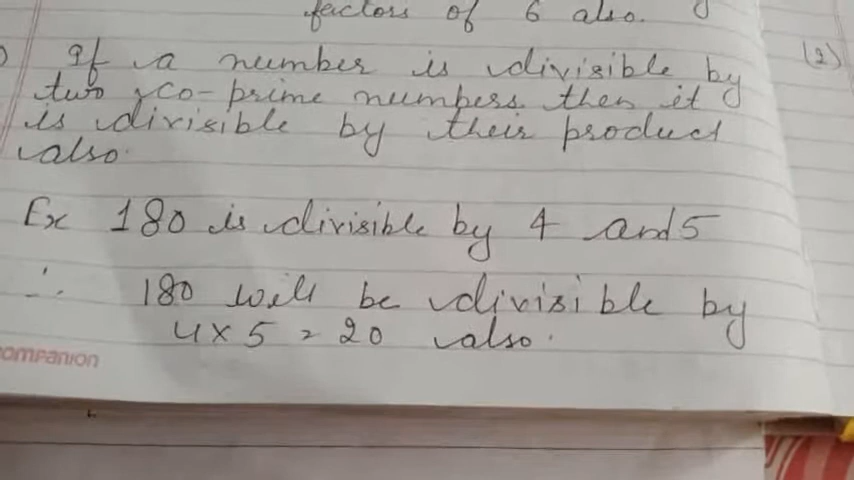 factors of 6 also.
If a number is divisible by (2)
two co-prime numbers then it
is divisible by their product
also.
Ex 180 is divisible by 4 and 5
∴ 180 will be divisible by
4 x 5 = 20 also.
ompanion